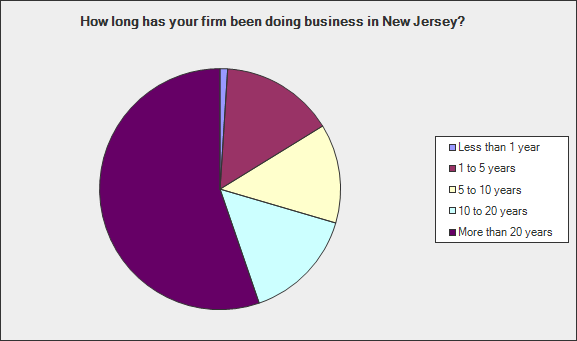 How long has your firm been doing business in New Jersey?
Less than 1 year
1 to 5 years
5 to 10 years
10 to 20 years
More than 20 years